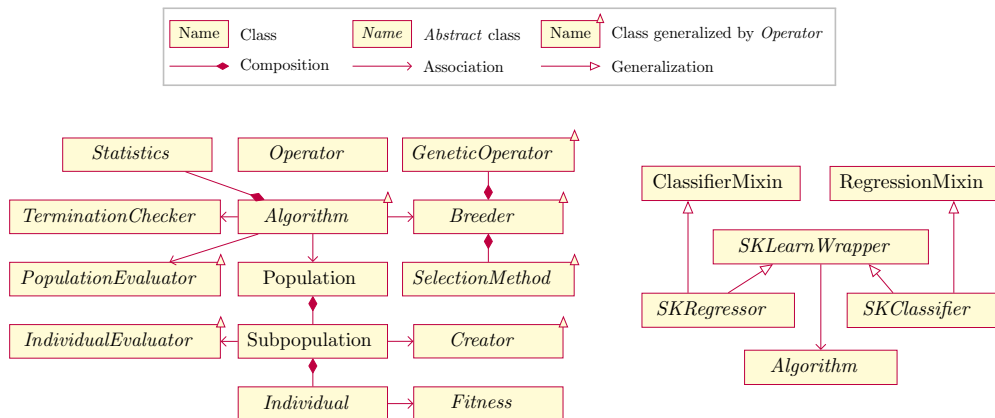 Name Class Name Abstract class Name Class generalized by Operator
Composition Association Generalization
Statistics Operator GeneticOperator
ClassifierMixin RegressionMixin
TerminationChecker Algorithm Breeder
SKLearnWrapper
PopulationEvaluator Population SelectionMethod
SKRegressor SKClassifier
IndividualEvaluator Subpopulation Creator
Algorithm
Individual Fitness